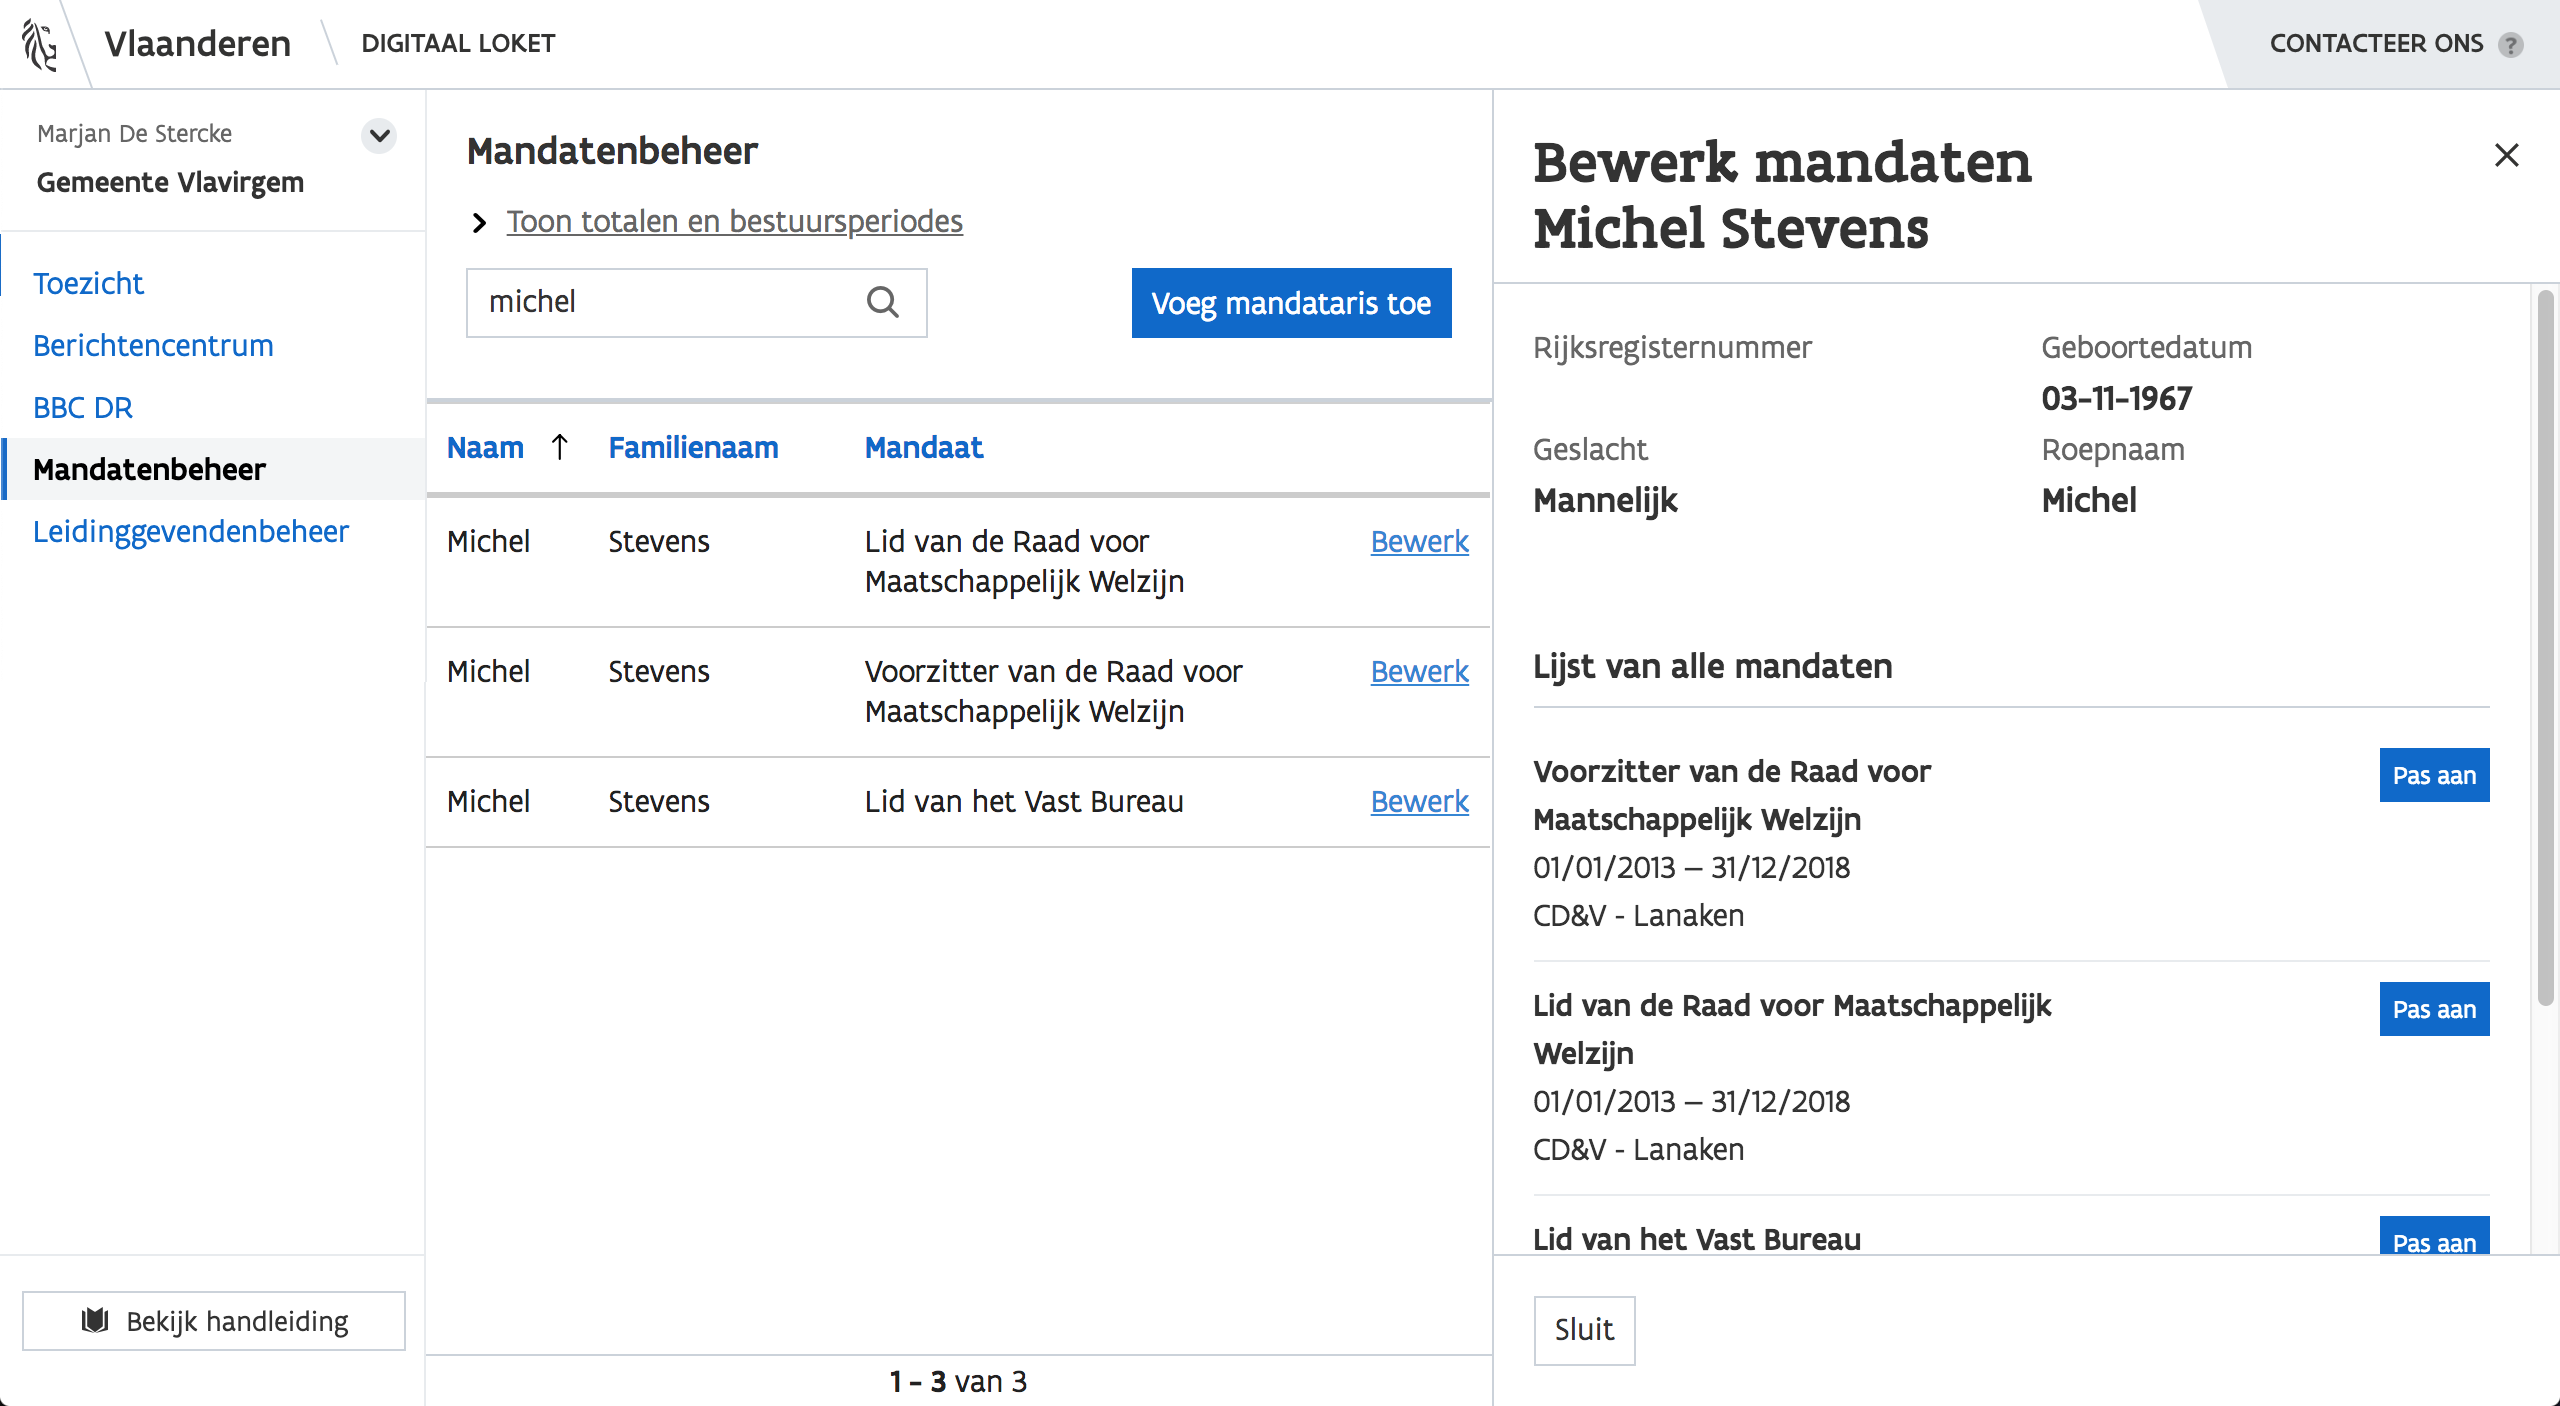 Vlaanderen
DIGITAAL LOKET
CONTACTEER ONS ?
Marjan De Stercke
Gemeente Vlavirgem
Toezicht
Berichtencentrum
BBC DR
Mandatenbeheer
Leidinggevendenbeheer
Bekijk handleiding
Mandatenbeheer
Toon totalen en bestuursperiodes
michel
Voeg mandataris toe
Naam ↑ Familienaam Mandaat
Michel Stevens Lid van de Raad voor Bewerk
Maatschappelijk Welzijn
Michel Stevens Voorzitter van de Raad voor Bewerk
Maatschappelijk Welzijn
Michel Stevens Lid van het Vast Bureau Bewerk
1 - 3 van 3
Bewerk mandaten
Michel Stevens
Rijksregisternummer Geboortedatum
03-11-1967
Geslacht Roepnaam
Mannelijk Michel
Lijst van alle mandaten
Voorzitter van de Raad voor Pas aan
Maatschappelijk Welzijn
01/01/2013 – 31/12/2018
CD&V - Lanaken
Lid van de Raad voor Maatschappelijk Pas aan
Welzijn
01/01/2013 – 31/12/2018
CD&V - Lanaken
Lid van het Vast Bureau Pas aan
Sluit